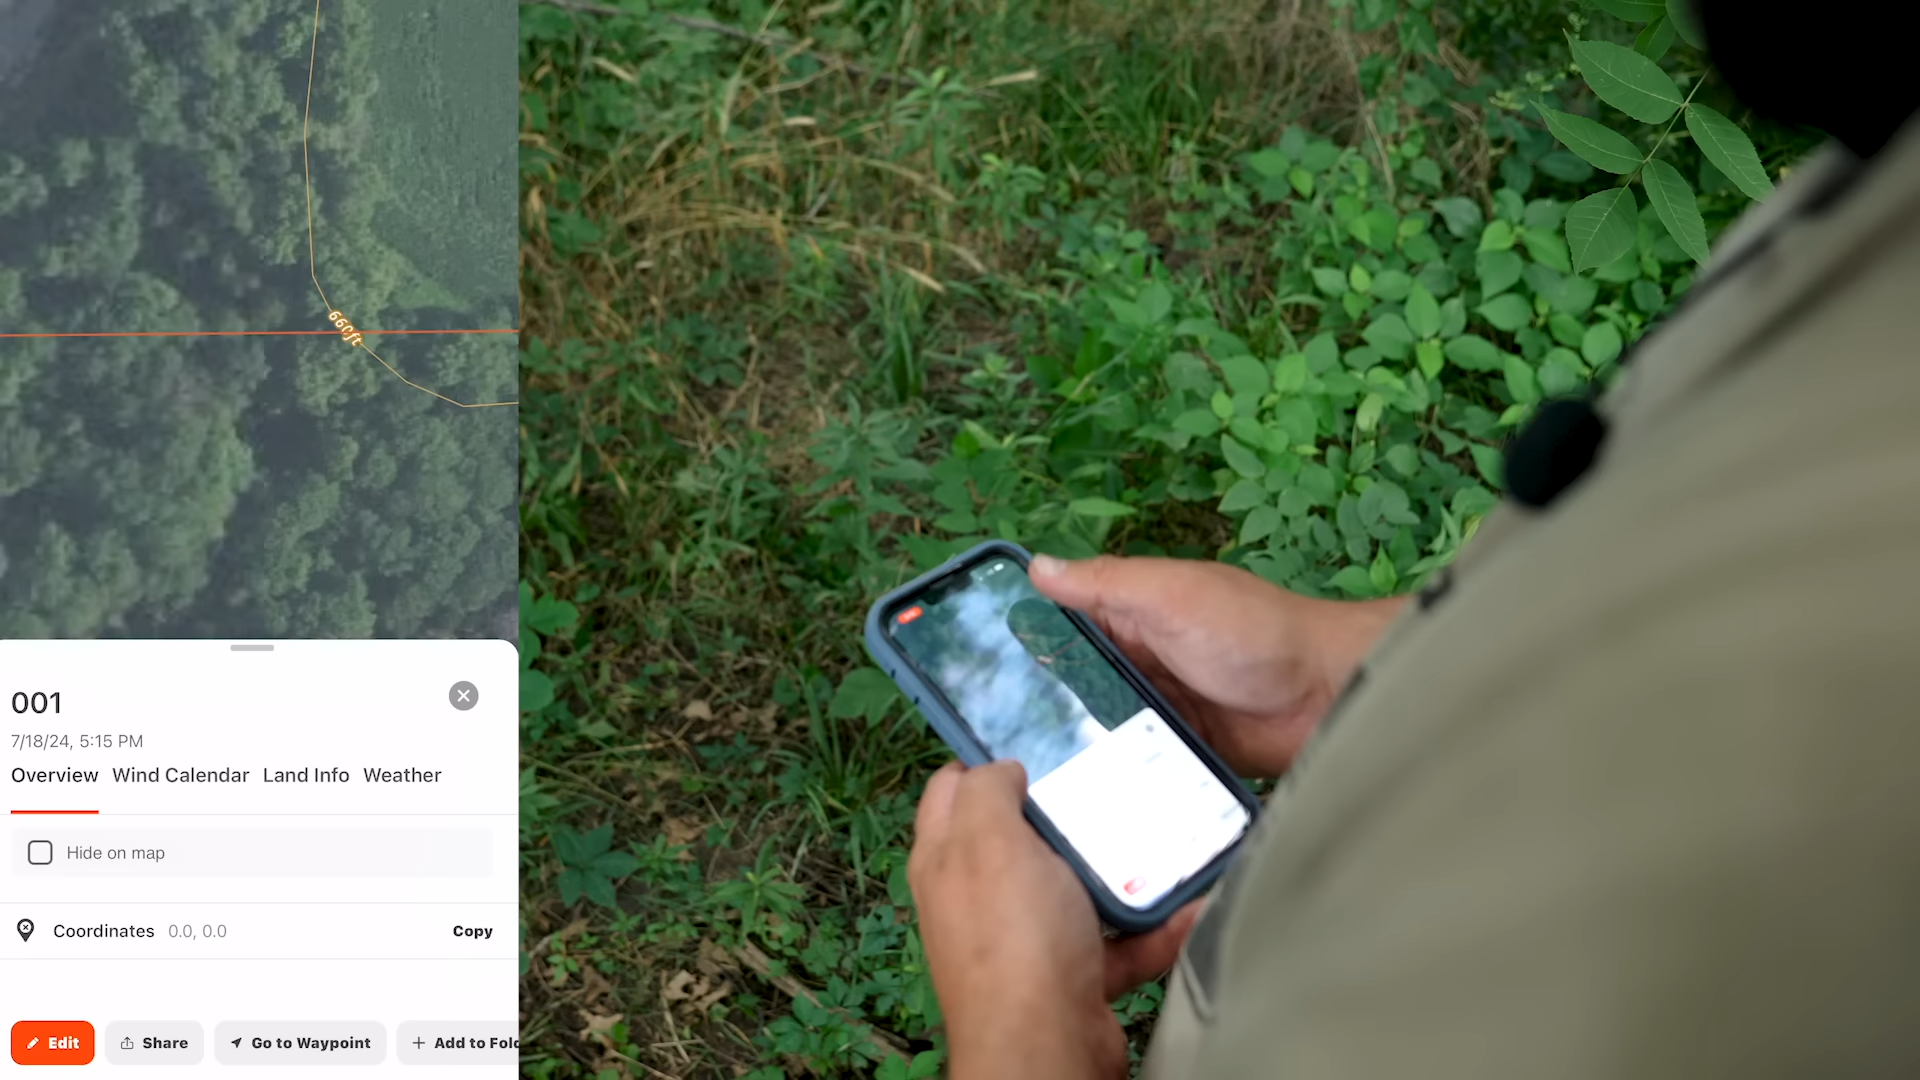 660ft
001
7/18/24, 5:15 PM
Overview Wind Calendar Land Info Weather
Hide on map
Coordinates 0.0, 0.0 Copy
Edit Share Go to Waypoint + Add to Fold